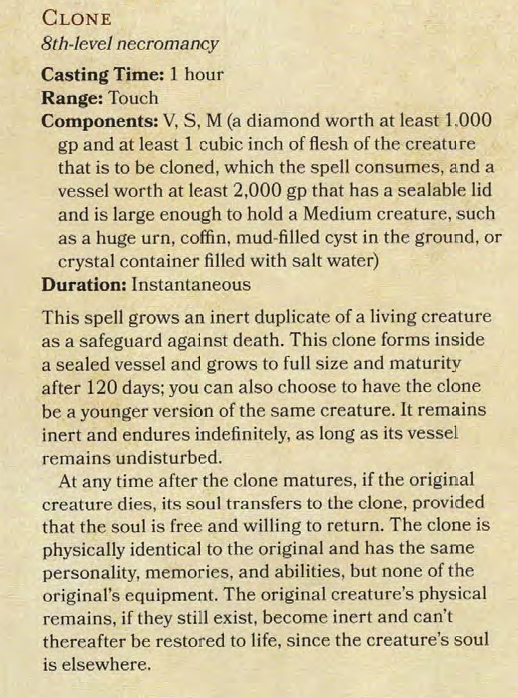 CLONE
8th-level necromancy
Casting Time: 1 hour
Range: Touch
Components: V, S, M (a diamond worth at least 1,000
gp and at least 1 cubic inch of flesh of the creature
that is to be cloned, which the spell consumes, and a
vessel worth at least 2,000 gp that has a sealable lid
and is large enough to hold a Medium creature, such
as a huge urn, coffin, mud-filled cyst in the ground, or
crystal container filled with salt water)
Duration: Instantaneous
This spell grows an inert duplicate of a living creature
as a safeguard against death. This clone forms inside
a sealed vessel and grows to full size and maturity
after 120 days; you can also choose to have the clone
be a younger version of the same creature. It remains
inert and endures indefinitely, as long as its vessel
remains undisturbed.
At any time after the clone matures, if the original
creature dies, its soul transfers to the clone, provided
that the soul is free and willing to return. The clone is
physically identical to the original and has the same
personality, memories, and abilities, but none of the
original's equipment. The original creature's physical
remains, if they still exist, become inert and can't
thereafter be restored to life, since the creature's soul
is elsewhere.